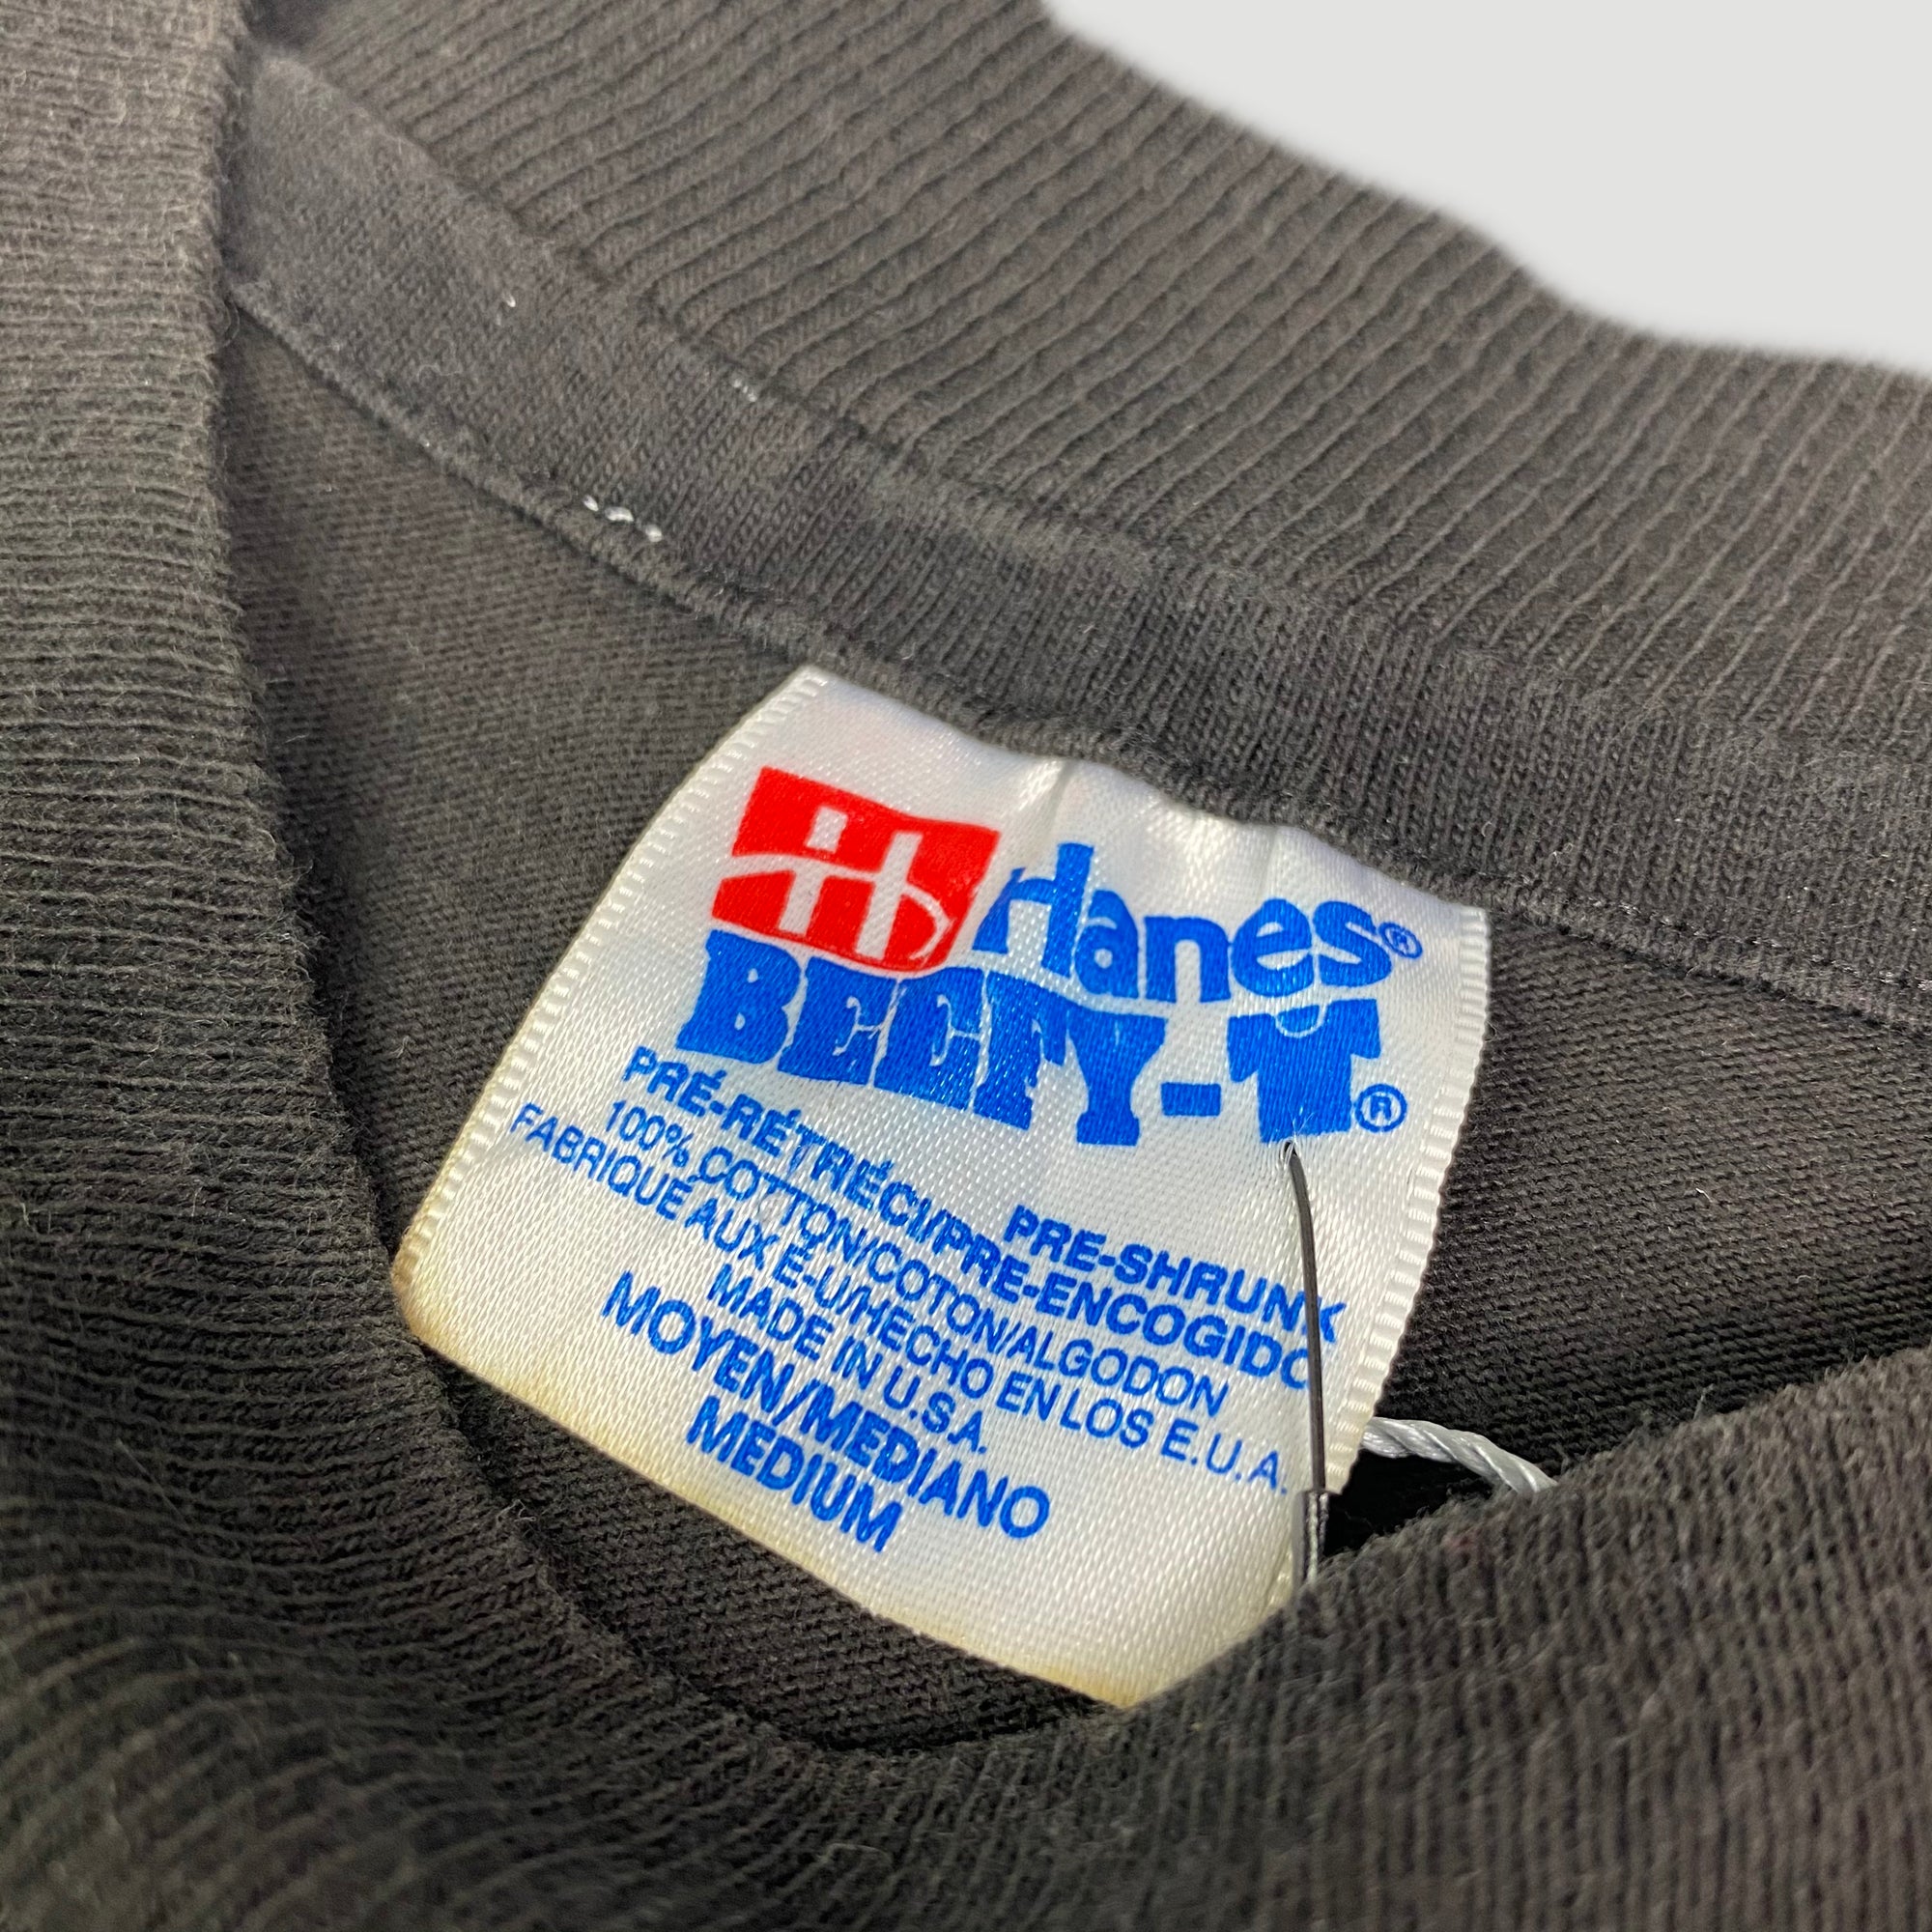 Hanes®
BEEFY-T®
PRE-SHRUNK
PRÉ-RÉTRÉCI/PRE-ENCOGIDO
100% COTTON/COTON/ALGODON
FABRIQUÉ AUX É-U/HECHO EN LOS E.U.A.
MADE IN U.S.A.
MOYEN/MEDIANO
MEDIUM